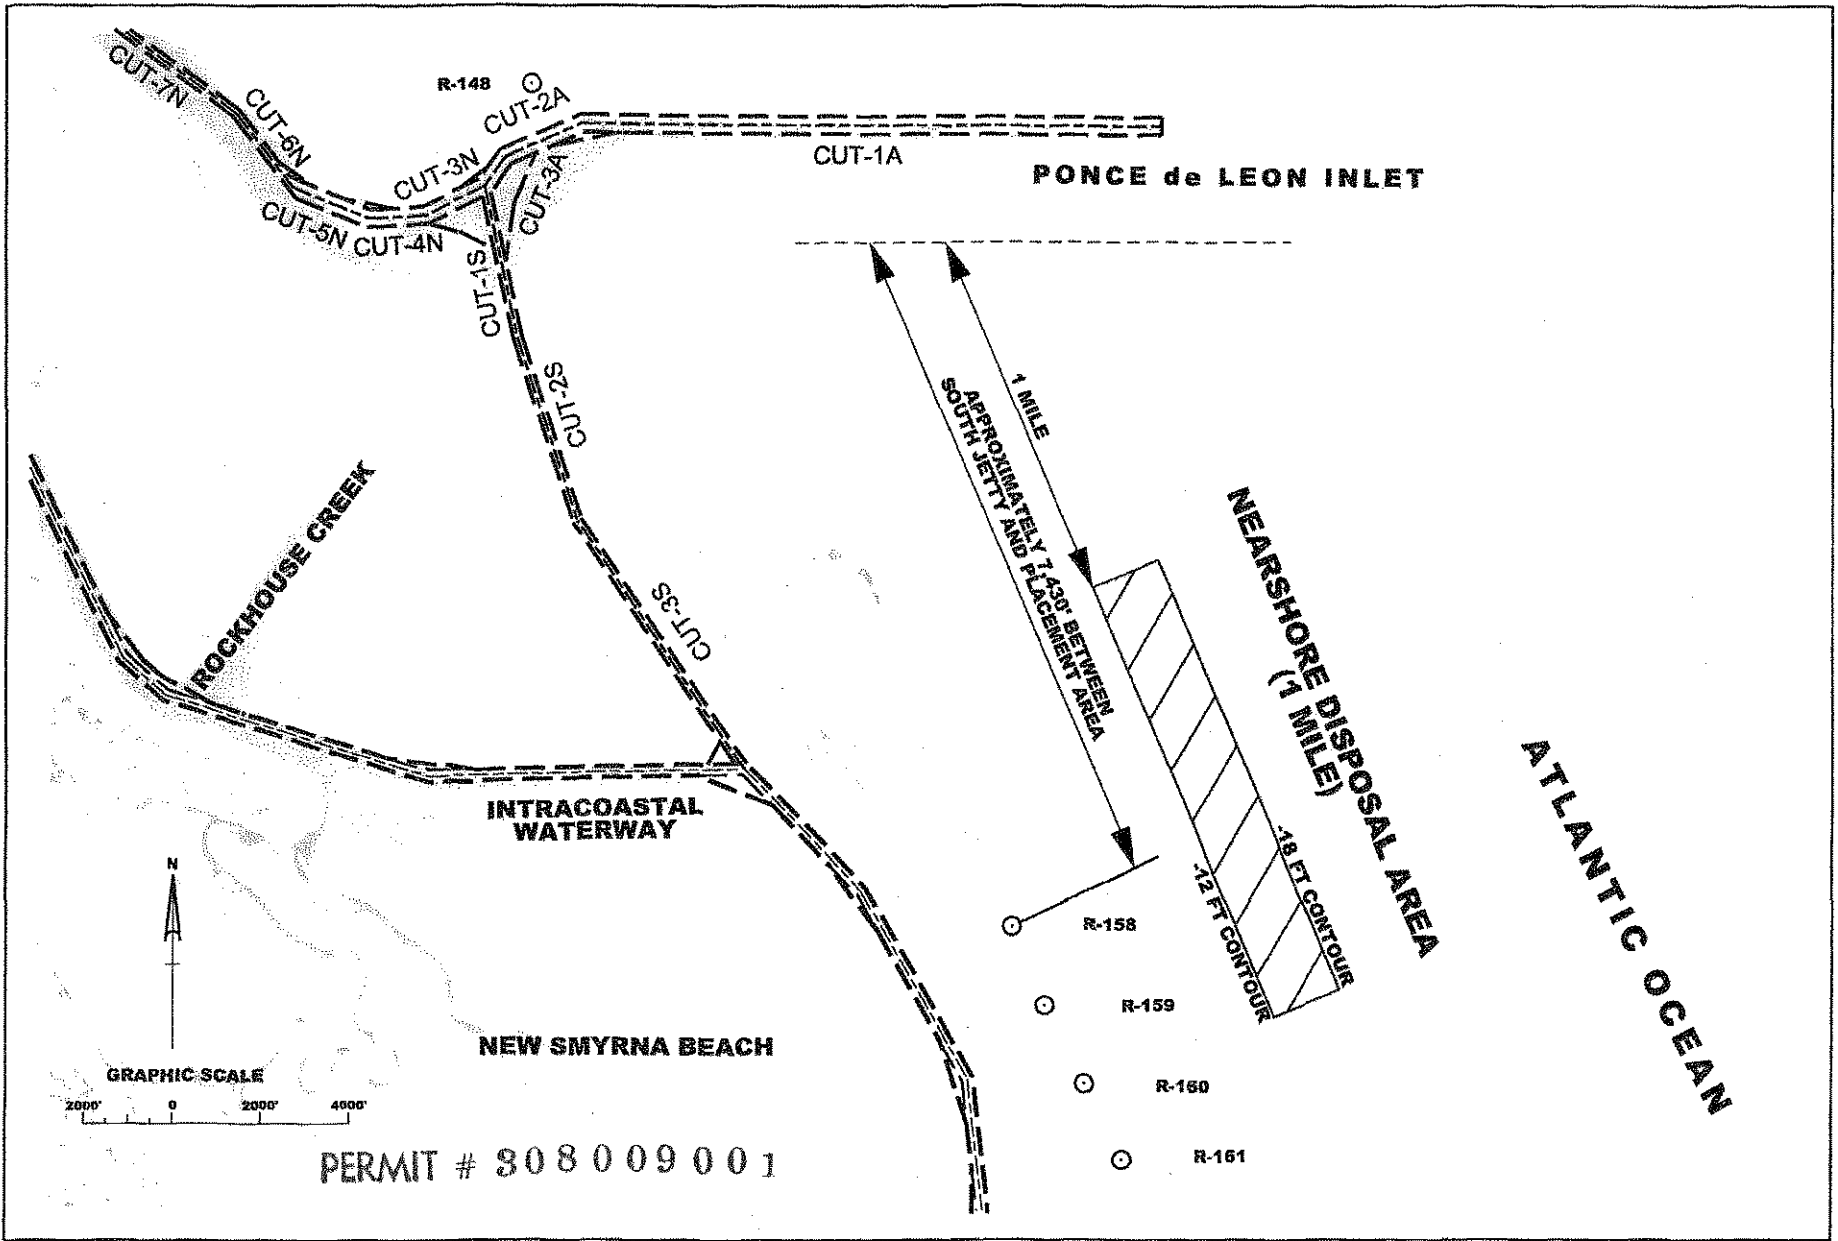 CUT-7N
R-148
CUT-2A
CUT-6N
CUT-3N
CUT-1A
CUT-3A
PONCE de LEON INLET
CUT-5N
CUT-4N
CUT-1S
CUT-2S
1 MILE
APPROXIMATELY 7,430' BETWEEN
SOUTH JETTY AND PLACEMENT AREA
ROCKHOUSE CREEK
CUT-3S
NEARSHORE DISPOSAL AREA
(1 MILE)
INTRACOASTAL
WATERWAY
-12 FT CONTOUR
-18 FT CONTOUR
ATLANTIC OCEAN
N
R-158
R-159
NEW SMYRNA BEACH
R-160
GRAPHIC SCALE
2000' 0 2000' 4000'
R-161
PERMIT # 308009001